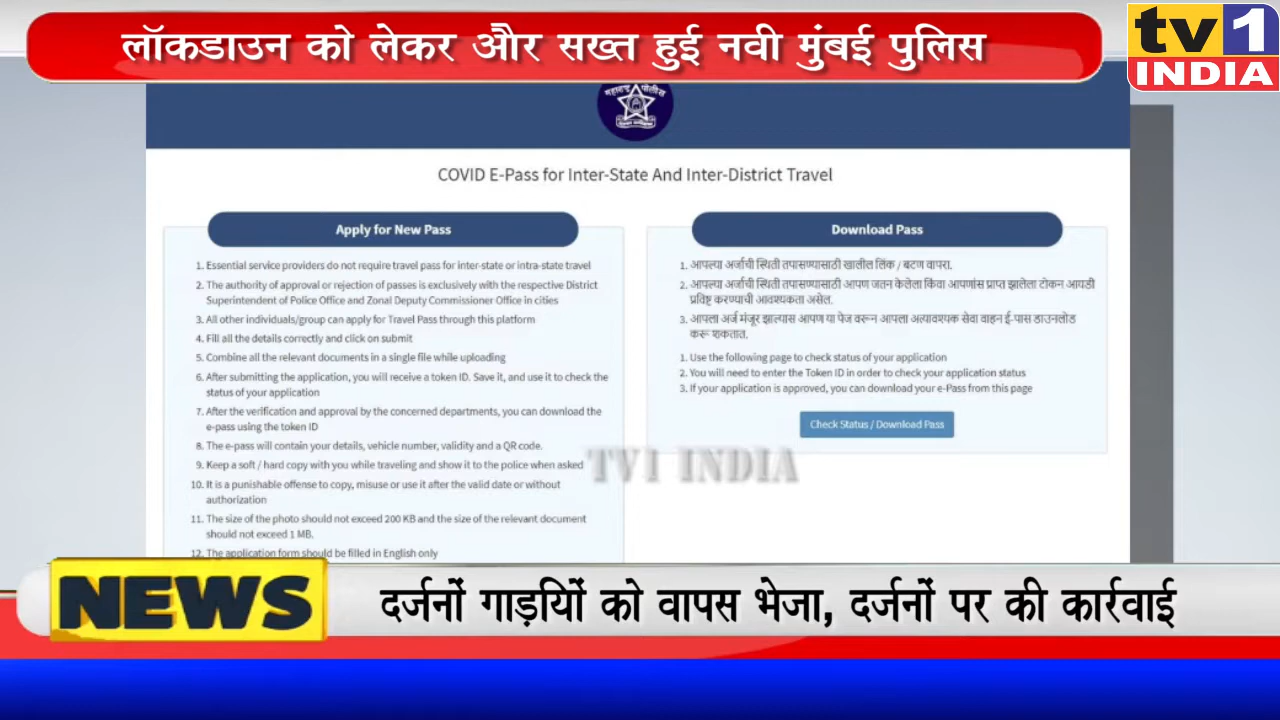 लॉकडाउन को लेकर और सख्त हुई नवी मुंबई पुलिस
tv1
INDIA
महाराष्ट्र पोलीस
COVID E-Pass for Inter-State And Inter-District Travel
Apply for New Pass
1. Essential service providers do not require travel pass for inter-state or intra-state travel
2. The authority of approval or rejection of passes is exclusively with the respective District
Superintendent of Police Office and Zonal Deputy Commissioner Office in cities
3. All other individuals/group can apply for Travel Pass through this platform
4. Fill all the details correctly and click on submit
5. Combine all the relevant documents in a single file while uploading
6. After submitting the application, you will receive a token ID. Save it, and use it to check the
status of your application
7. After the verification and approval by the concerned departments, you can download the
e-pass using the token ID
8. The e-pass will contain your details, vehicle number, validity and a QR code.
9. Keep a soft / hard copy with you while traveling and show it to the police when asked
10. It is a punishable offense to copy, misuse or use it after the valid date or without
authorization
11. The size of the photo should not exceed 200 KB and the size of the relevant document
should not exceed 1 MB.
12. The application form should be filled in English only
Download Pass
1. आपल्या अर्जाची स्थिती तपासण्यासाठी खालील लिंक / बटण वापरा.
2. आपल्या अर्जाची स्थिती तपासण्यासाठी आपण जतन केलेला किंवा आपणांस प्राप्त झालेला टोकन आयडी
प्रविष्ट करण्याची आवश्यकता असेल.
3. आपला अर्ज मंजूर झाल्यास आपण या पेज वरून आपला अत्यावश्यक सेवा वाहन ई-पास डाउनलोड
करू शकतात.
1. Use the following page to check status of your application
2. You will need to enter the Token ID in order to check your application status
3. If your application is approved, you can download your e-Pass from this page
Check Status / Download Pass
TV1 INDIA
NEWS
दर्जनों गाड़ियों को वापस भेजा, दर्जनों पर की कार्रवाई